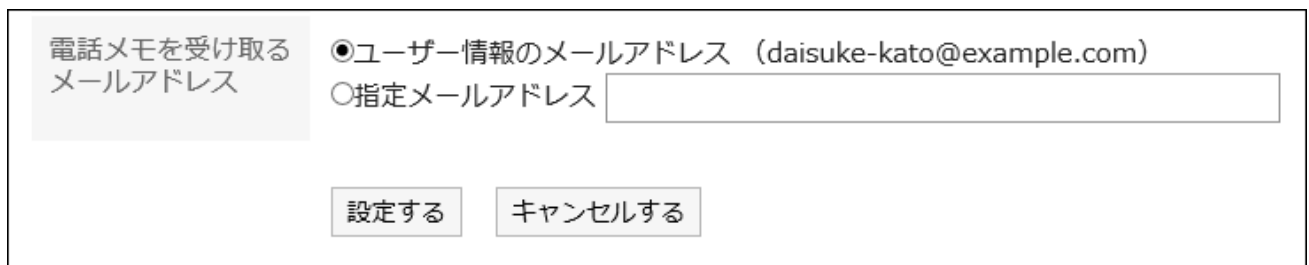 電話メモを受け取る
メールアドレス
ユーザー情報のメールアドレス （daisuke-kato@example.com）
指定メールアドレス
設定する
キャンセルする